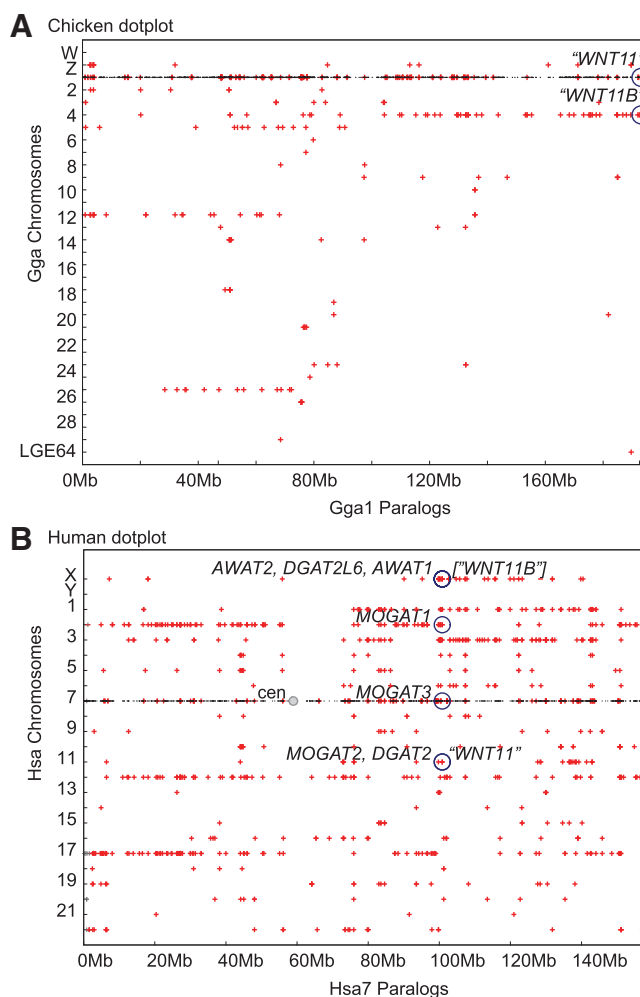 A Chicken dotplot
W
Z
2
4
6
8
10
12
14
16
18
20
22
24
26
28
LGE64
Gga Chromosomes
"WNT11"
"WNT11B"
0Mb 40Mb 80Mb 120Mb 160Mb
Gga1 Paralogs
B Human dotplot
X
Y
1
3
5
7
9
11
13
15
17
19
21
Hsa Chromosomes
AWAT2, DGAT2L6, AWAT1 ["WNT11B"]
MOGAT1
cen
MOGAT3
MOGAT2, DGAT2 "WNT11"
0Mb 20Mb 40Mb 60Mb 80Mb 100Mb 120Mb 140Mb
Hsa7 Paralogs